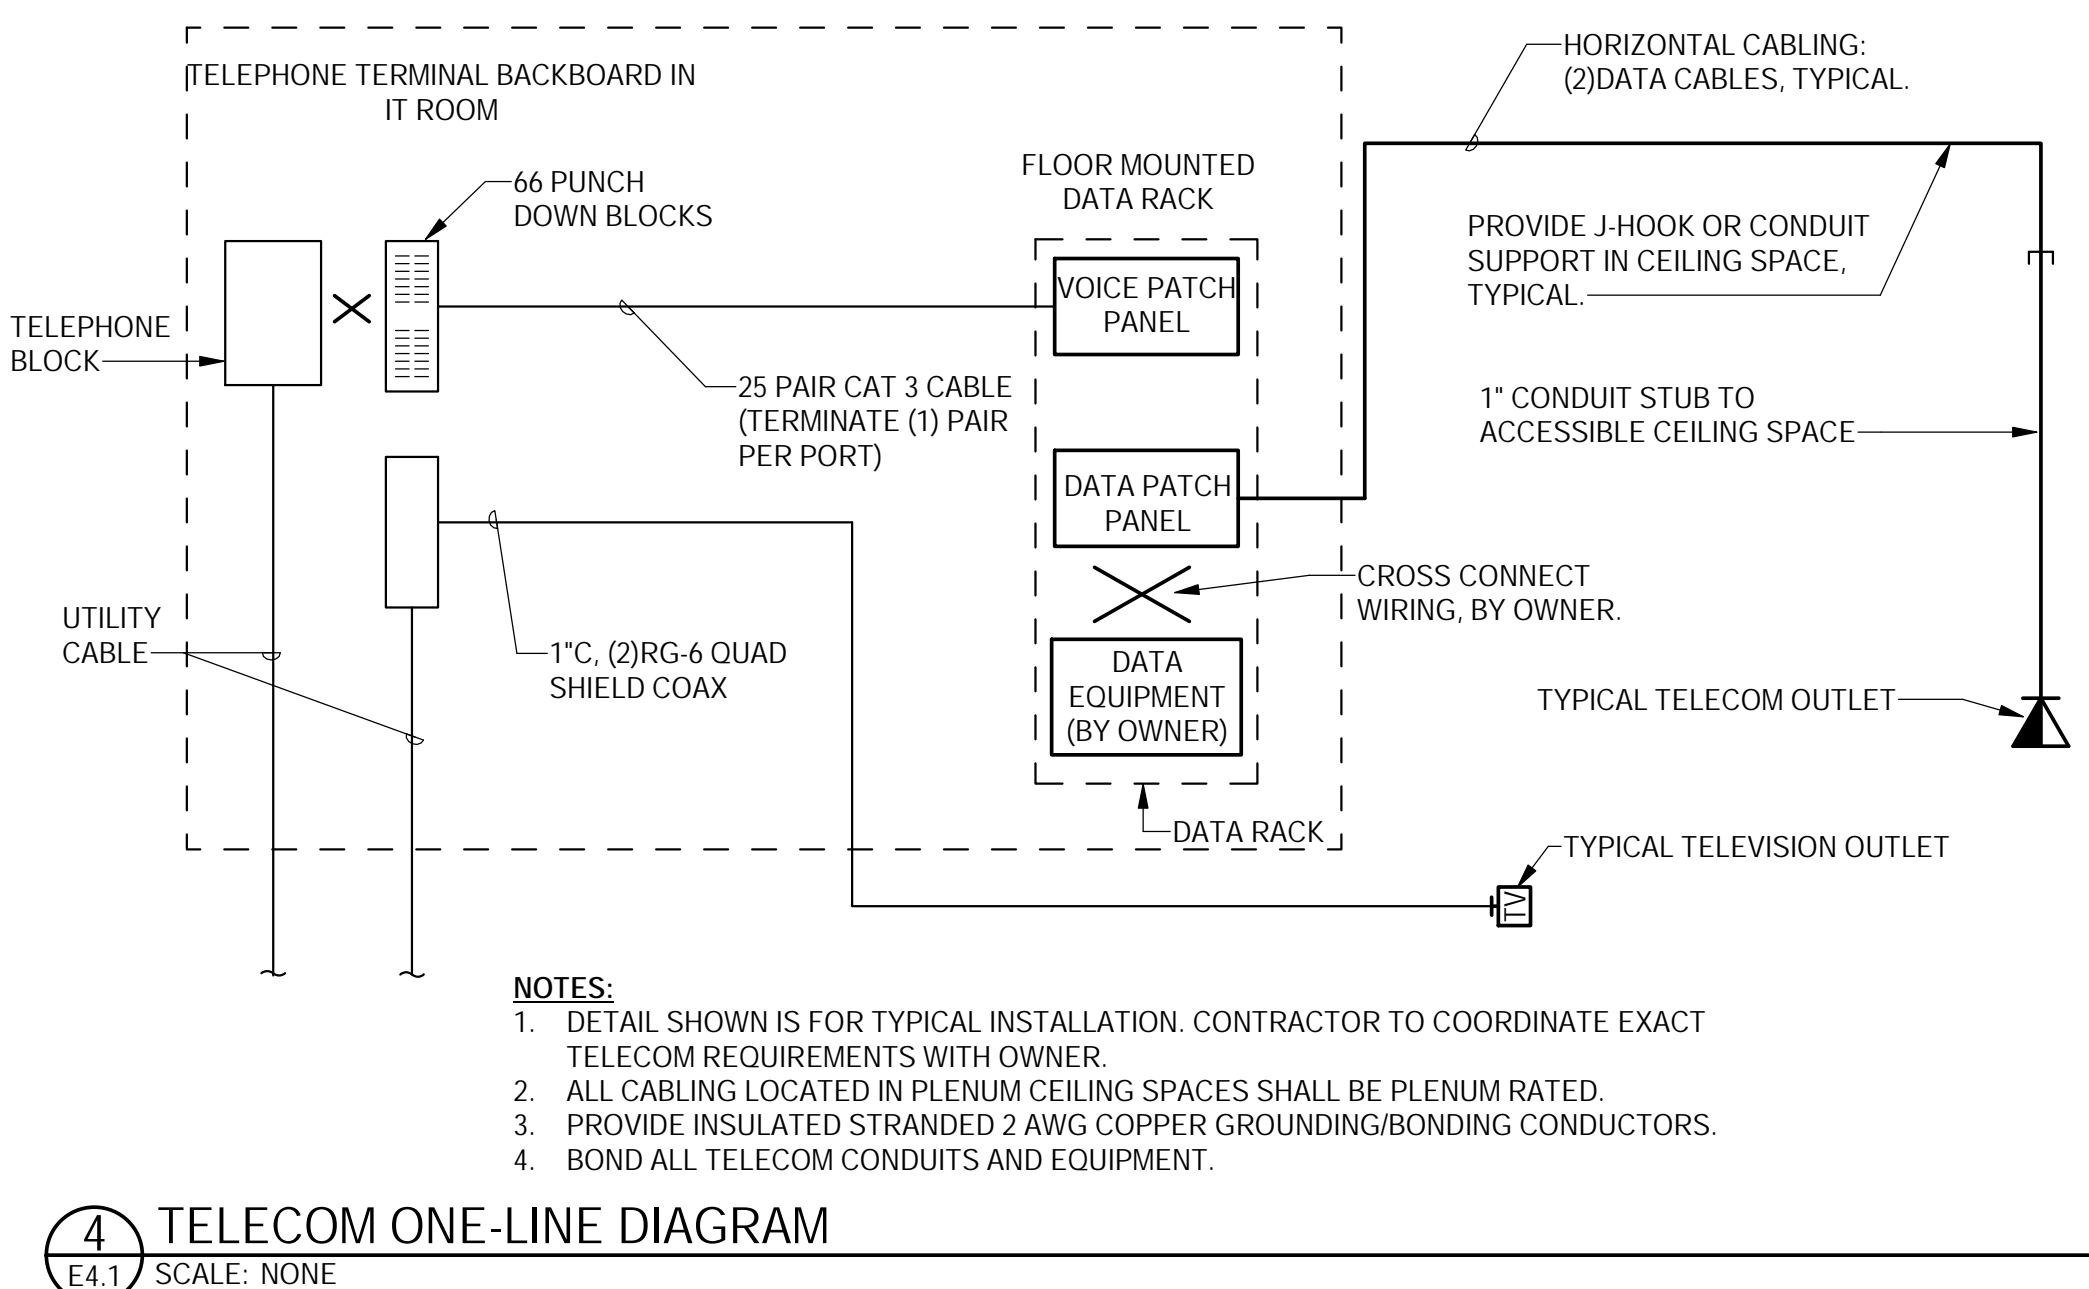 HORIZONTAL CABLING:
(2)DATA CABLES, TYPICAL.
TELEPHONE TERMINAL BACKBOARD IN
IT ROOM
66 PUNCH
DOWN BLOCKS
FLOOR MOUNTED
DATA RACK
PROVIDE J-HOOK OR CONDUIT
SUPPORT IN CEILING SPACE,
TYPICAL.
VOICE PATCH
PANEL
TELEPHONE
BLOCK
25 PAIR CAT 3 CABLE
(TERMINATE (1) PAIR
PER PORT)
1" CONDUIT STUB TO
ACCESSIBLE CEILING SPACE
DATA PATCH
PANEL
CROSS CONNECT
WIRING, BY OWNER.
UTILITY
CABLE
1"C, (2)RG-6 QUAD
SHIELD COAX
DATA
EQUIPMENT
(BY OWNER)
TYPICAL TELECOM OUTLET
DATA RACK
TYPICAL TELEVISION OUTLET
TV
NOTES:
1. DETAIL SHOWN IS FOR TYPICAL INSTALLATION. CONTRACTOR TO COORDINATE EXACT
TELECOM REQUIREMENTS WITH OWNER.
2. ALL CABLING LOCATED IN PLENUM CEILING SPACES SHALL BE PLENUM RATED.
3. PROVIDE INSULATED STRANDED 2 AWG COPPER GROUNDING/BONDING CONDUCTORS.
4. BOND ALL TELECOM CONDUITS AND EQUIPMENT.
4
TELECOM ONE-LINE DIAGRAM
E4.1
SCALE: NONE